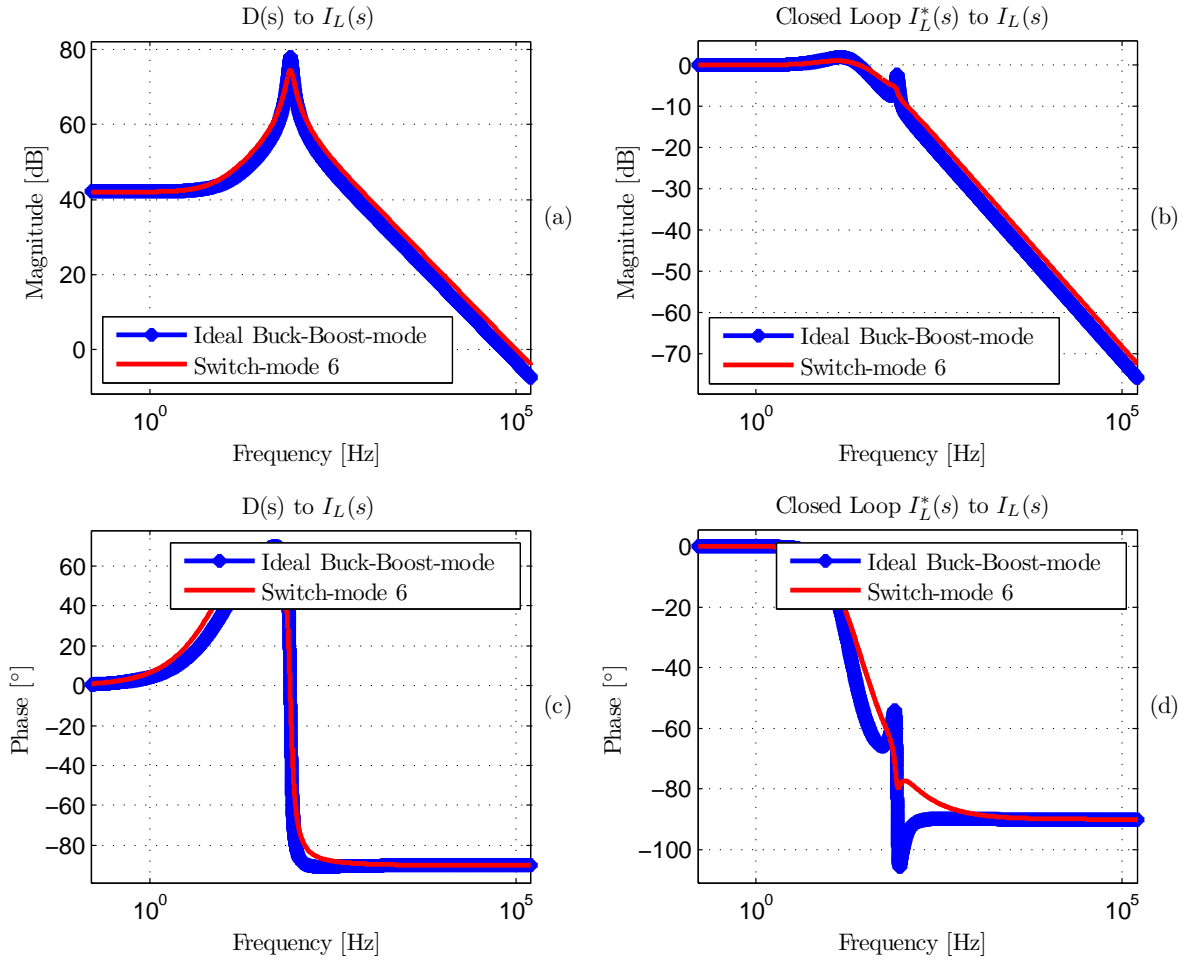 D(s) to I_L(s)
80
60
40
20
0
Magnitude [dB]
Ideal Buck-Boost-mode
Switch-mode 6
10^0
10^5
Frequency [Hz]
(a)
Closed Loop I_L^*(s) to I_L(s)
0
−10
−20
−30
−40
−50
−60
−70
Magnitude [dB]
Ideal Buck-Boost-mode
Switch-mode 6
10^0
10^5
Frequency [Hz]
(b)
D(s) to I_L(s)
60
40
20
0
−20
−40
−60
−80
Phase [°]
Ideal Buck-Boost-mode
Switch-mode 6
10^0
10^5
Frequency [Hz]
(c)
Closed Loop I_L^*(s) to I_L(s)
0
−20
−40
−60
−80
−100
Phase [°]
Ideal Buck-Boost-mode
Switch-mode 6
10^0
10^5
Frequency [Hz]
(d)